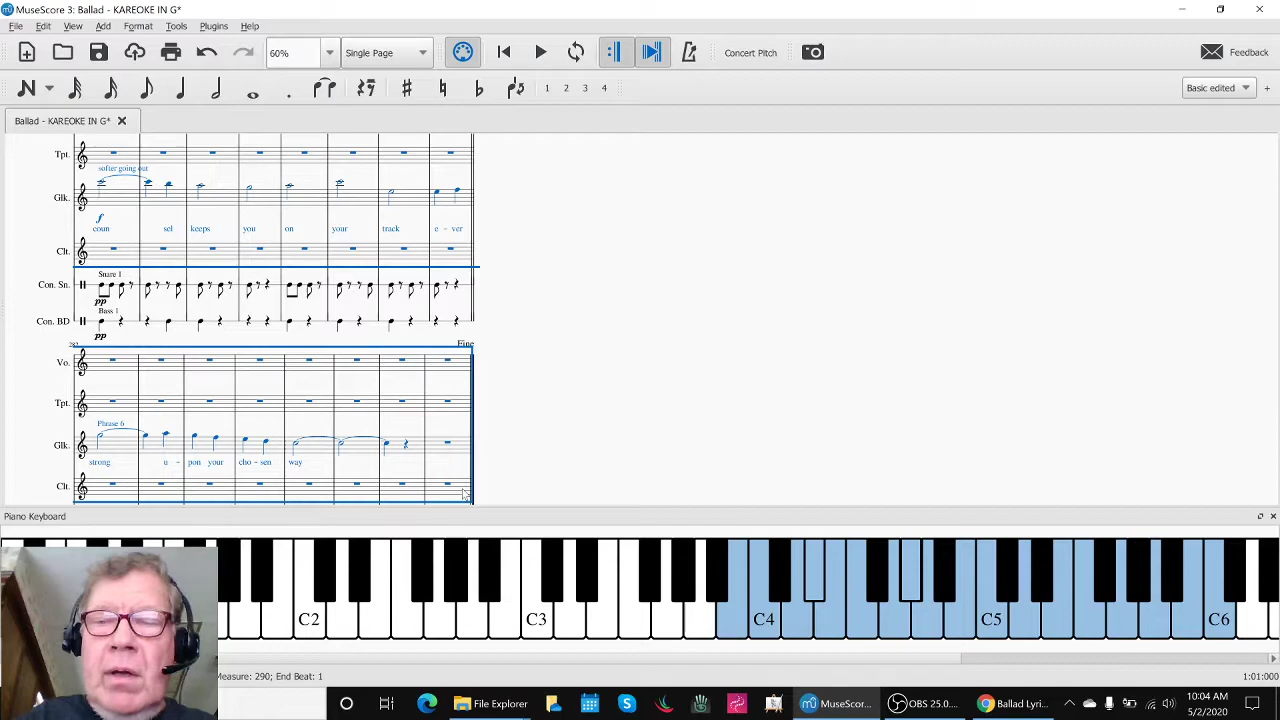 MuseScore 3: Ballad - KAREOKE IN G*
File Edit View Add Format Tools Plugins Help
60% Single Page Concert Pitch Feedback
1 2 3 4 Basic edited +
Ballad - KAREOKE IN G*
Tpt.
softer going out
Glk.
f
coun sel keeps you on your track e - ver
Clt.
Snare 1
Con. Sn.
pp
Bass 1
Con. BD
pp
Fine
Vo.
Tpt.
Phrase 6
Glk.
strong u - pon your cho - sen way
Clt.
Piano Keyboard
C2 C3 C4 C5 C6
Measure: 290; End Beat: 1 1:01:000
File Explorer MuseScor... OBS 25.0.... Ballad Lyri... 10:04 AM
5/2/2020